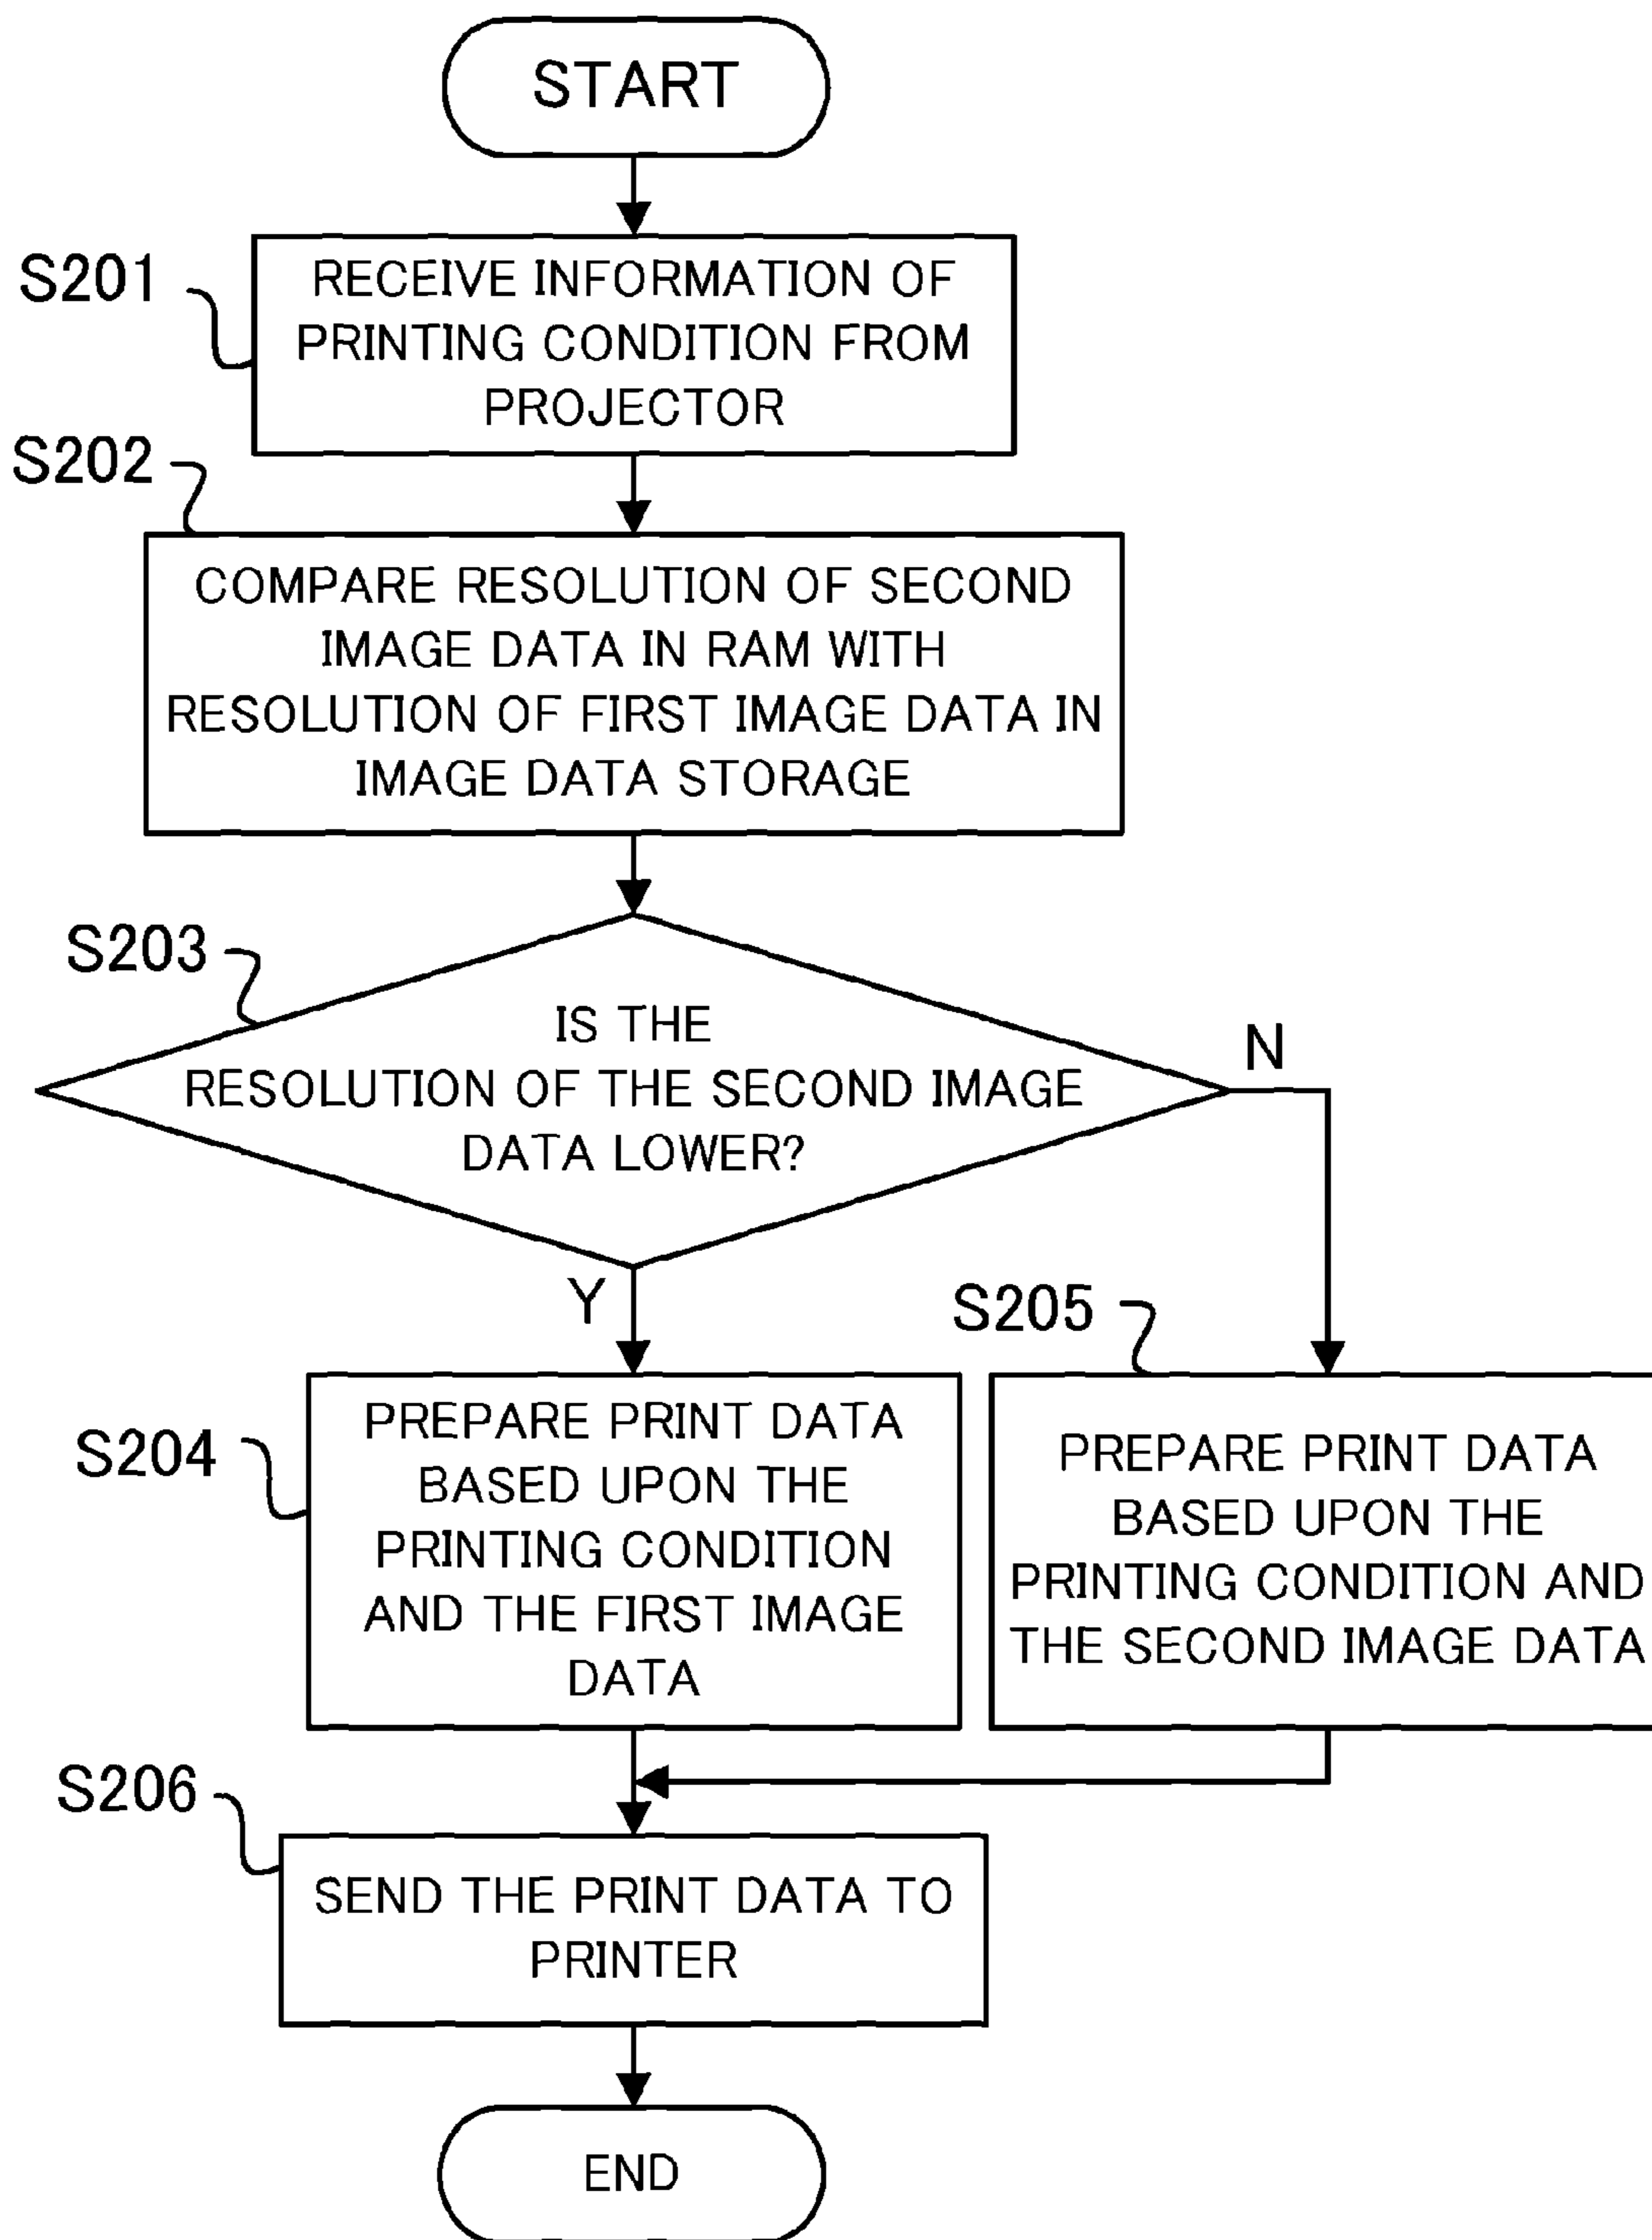 START
S201
RECEIVE INFORMATION OF
PRINTING CONDITION FROM
PROJECTOR
S202
COMPARE RESOLUTION OF SECOND
IMAGE DATA IN RAM WITH
RESOLUTION OF FIRST IMAGE DATA IN
IMAGE DATA STORAGE
S203
IS THE
RESOLUTION OF THE SECOND IMAGE
DATA LOWER?
N
Y
S204
PREPARE PRINT DATA
BASED UPON THE
PRINTING CONDITION
AND THE FIRST IMAGE
DATA
S205
PREPARE PRINT DATA
BASED UPON THE
PRINTING CONDITION AND
THE SECOND IMAGE DATA
S206
SEND THE PRINT DATA TO
PRINTER
END